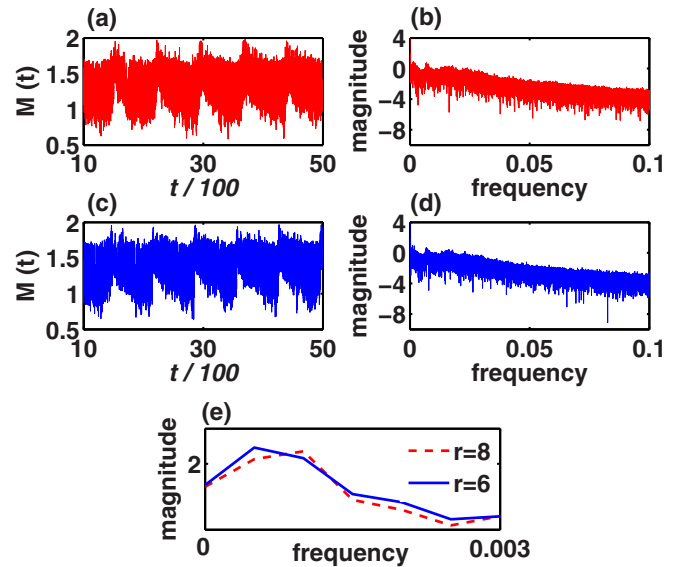 (a)
M (t)
2
1.5
1
0.5
10 30 50
t / 100
(b)
magnitude
4
0
−4
−8
0 0.05 0.1
frequency
(c)
M (t)
2
1.5
1
0.5
10 30 50
t / 100
(d)
magnitude
4
0
−4
−8
0 0.05 0.1
frequency
(e)
magnitude
2
r=8
r=6
0 0.003
frequency